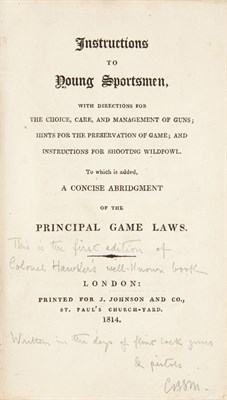 Instructions
TO
Young Sportsmen,
WITH DIRECTIONS FOR
THE CHOICE, CARE, AND MANAGEMENT OF GUNS;
HINTS FOR THE PRESERVATION OF GAME; AND
INSTRUCTIONS FOR SHOOTING WILDFOWL.
To which is added,
A CONCISE ABRIDGMENT
OF THE
PRINCIPAL GAME LAWS.
This is the first edition of
Colonel Hawker's well-known book
LONDON:
PRINTED FOR J. JOHNSON AND CO.,
ST. PAUL'S CHURCH-YARD.
1814.
Written in the days of flint lock guns
& pistols.